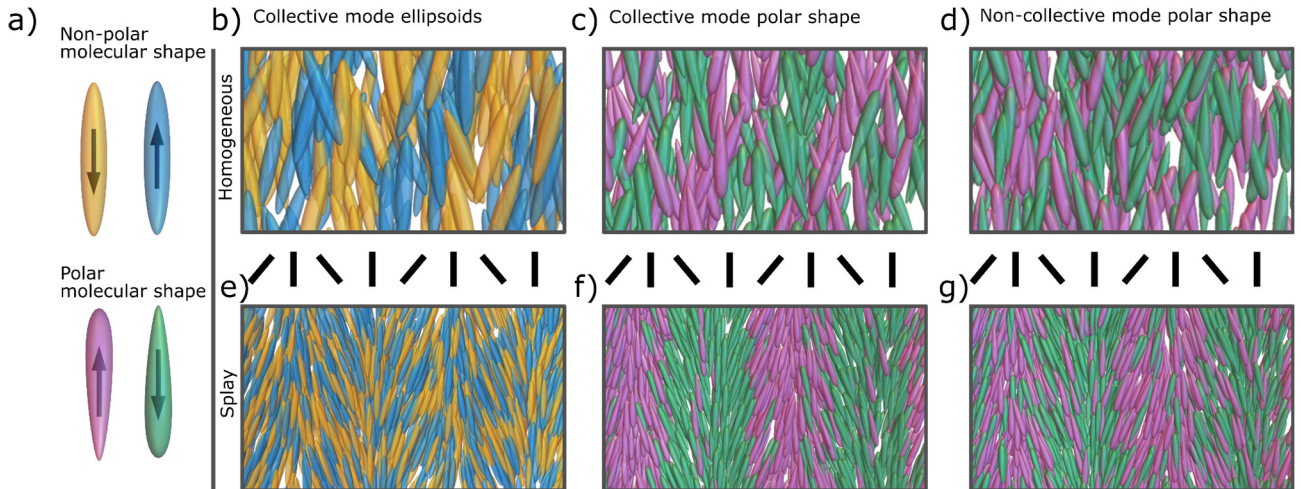 a)
Non-polar
molecular shape
Polar
molecular shape
b)
Collective mode ellipsoids
c)
Collective mode polar shape
d)
Non-collective mode polar shape
Homogeneous
e)
f)
g)
Splay